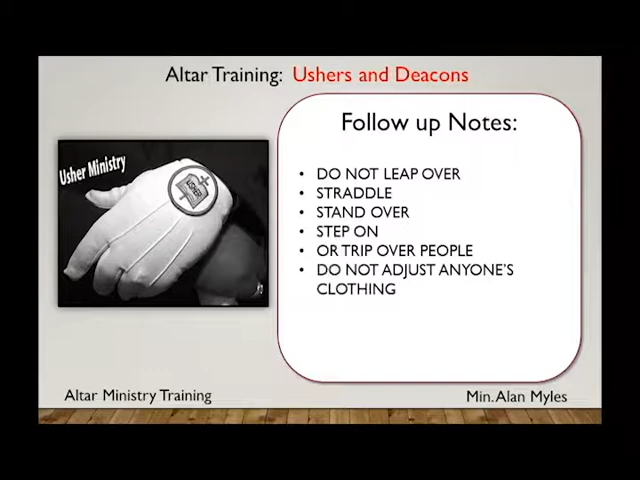 Altar Training: Ushers and Deacons
Follow up Notes:
Usher Ministry
USHER
• DO NOT LEAP OVER
• STRADDLE
• STAND OVER
• STEP ON
• OR TRIP OVER PEOPLE
• DO NOT ADJUST ANYONE'S
CLOTHING
Altar Ministry Training
Min. Alan Myles